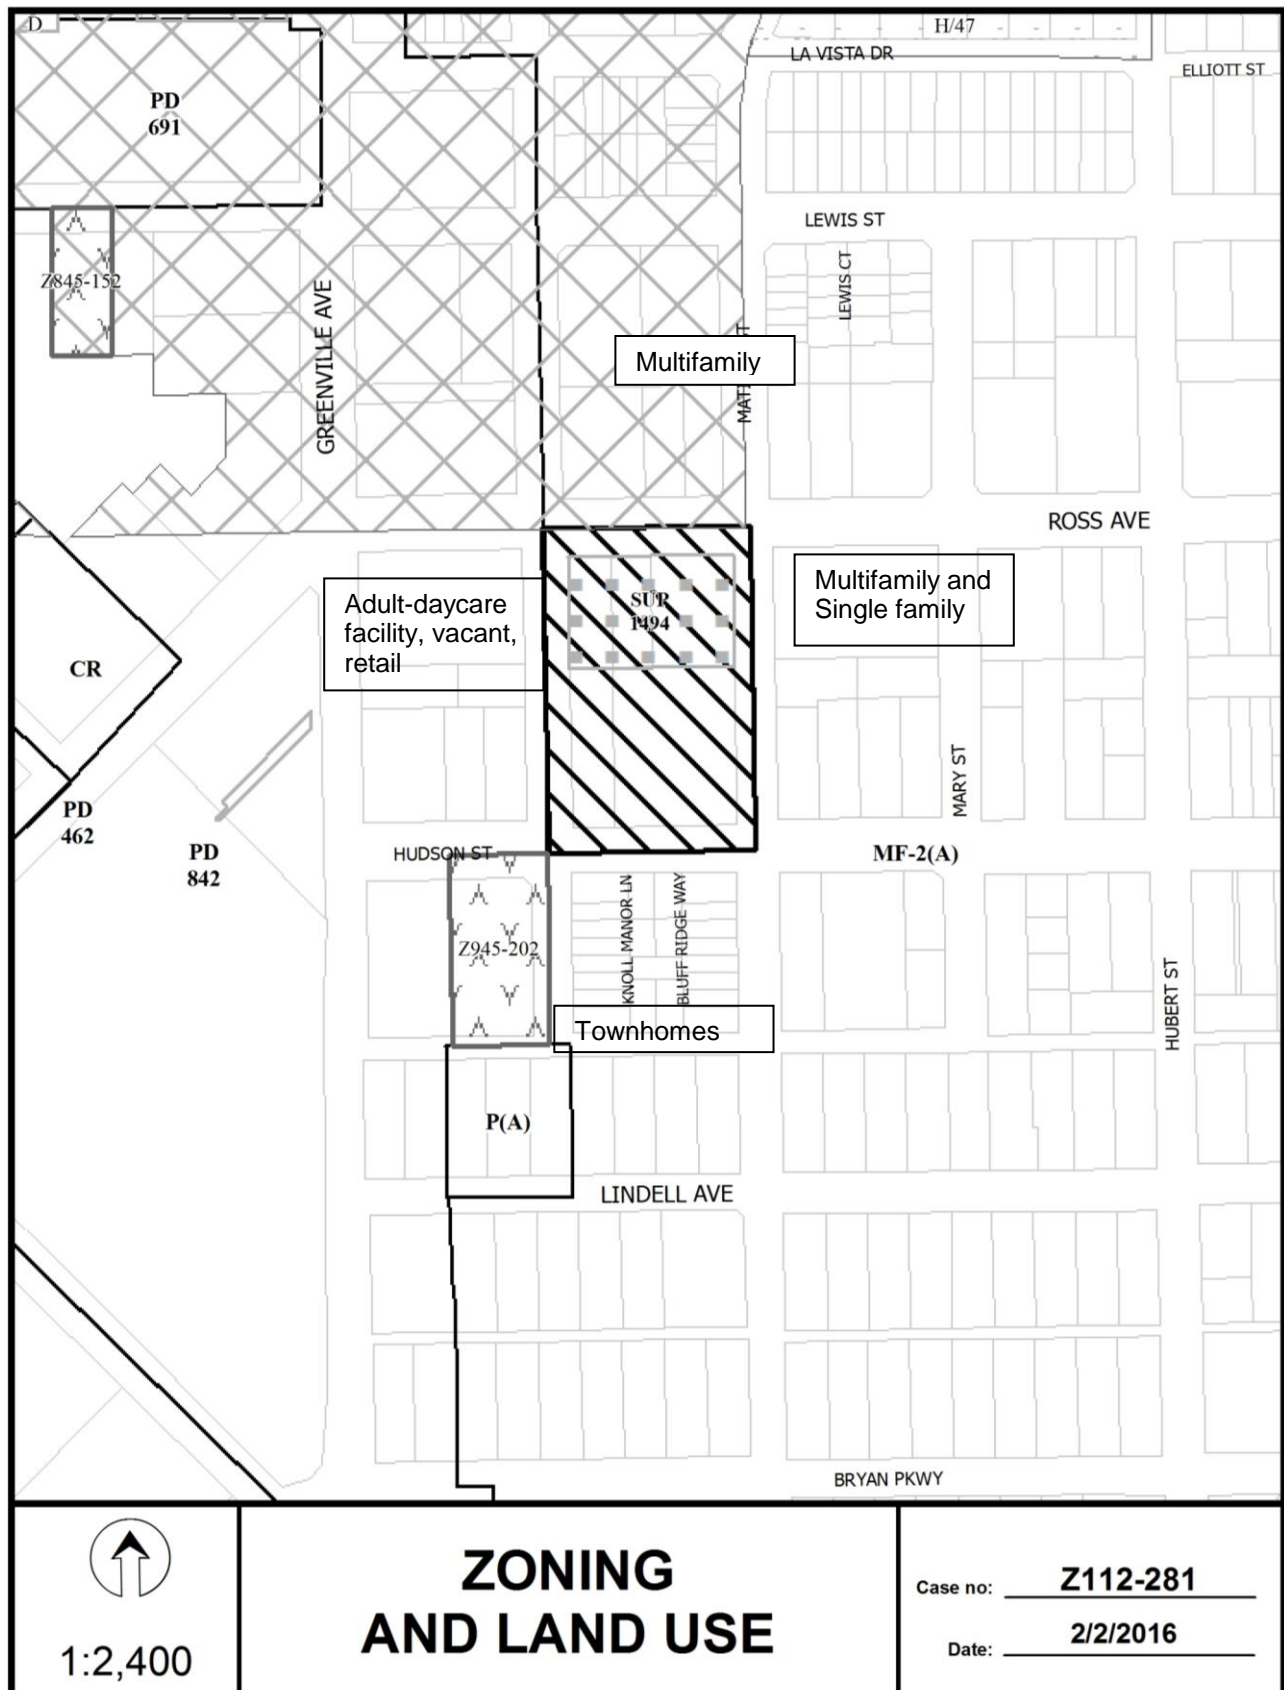 D
H/47
LA VISTA DR
ELLIOTT ST
PD
691
LEWIS ST
Z845-152
LEWIS CT
GREENVILLE AVE
Multifamily
ROSS AVE
Adult-daycare
facility, vacant,
retail
SUP
1494
Multifamily and
Single family
CR
MARY ST
PD
462
PD
842
HUDSON ST
MF-2(A)
KNOLL MANOR LN
BLUFF RIDGE WAY
Z945-202
HUBERT ST
Townhomes
P(A)
LINDELL AVE
BRYAN PKWY
1:2,400
ZONING
AND LAND USE
Case no: Z112-281
Date: 2/2/2016